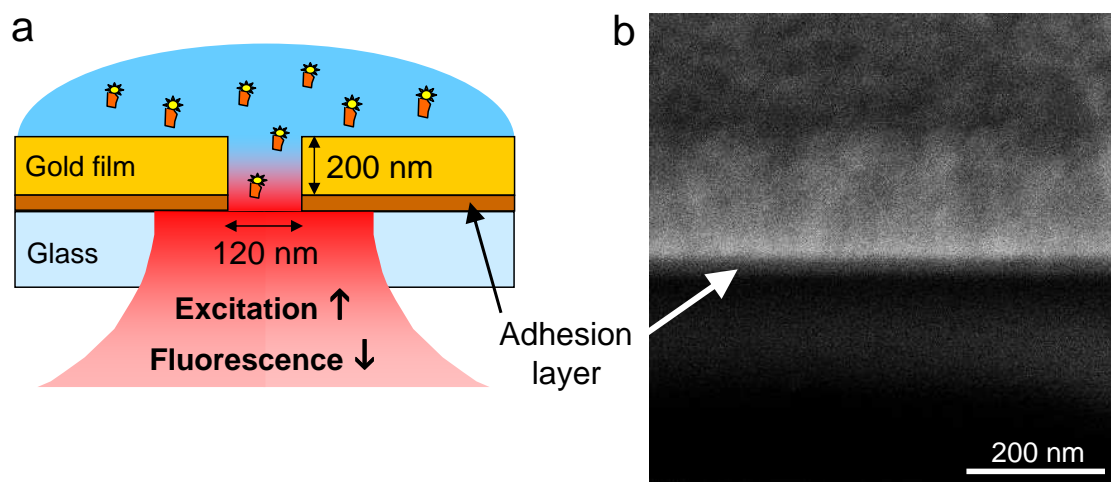 a
Gold film
200 nm
Glass
120 nm
Excitation ↑
Fluorescence ↓
Adhesion
layer
b
200 nm